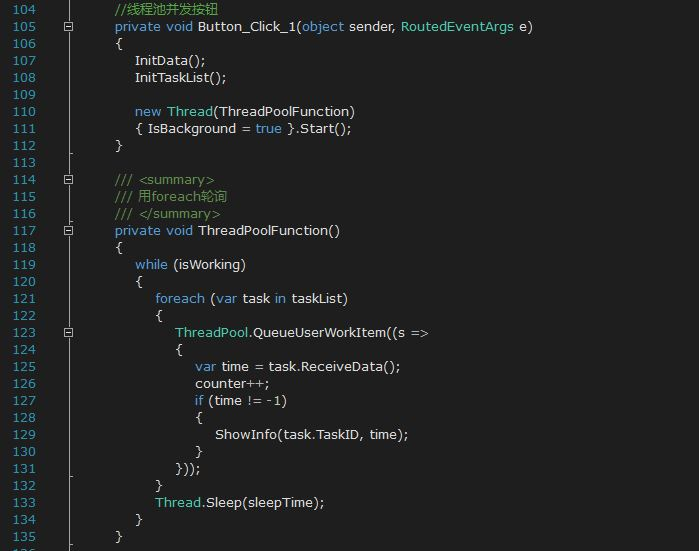 104 //线程池并发按钮
105 private void Button_Click_1(object sender, RoutedEventArgs e)
106 {
107 InitData();
108 InitTaskList();
109
110 new Thread(ThreadPoolFunction)
111 { IsBackground = true }.Start();
112 }
113
114 /// <summary>
115 /// 用foreach轮询
116 /// </summary>
117 private void ThreadPoolFunction()
118 {
119 while (isWorking)
120 {
121 foreach (var task in taskList)
122 {
123 ThreadPool.QueueUserWorkItem((s =>
124 {
125 var time = task.ReceiveData();
126 counter++;
127 if (time != -1)
128 {
129 ShowInfo(task.TaskID, time);
130 }
131 }));
132 }
133 Thread.Sleep(sleepTime);
134 }
135 }